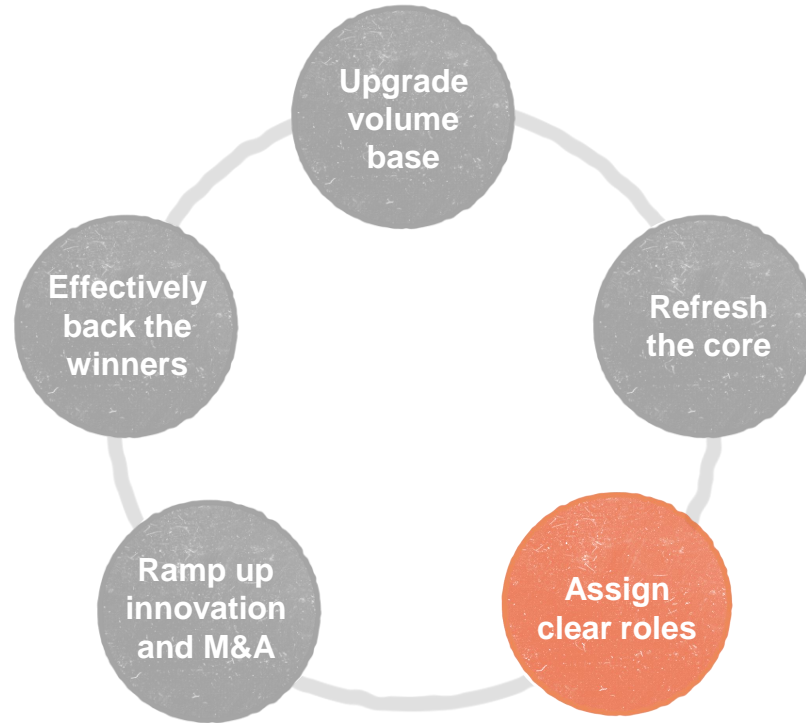 Upgrade
volume
base
Effectively
back the
winners
Refresh
the core
Ramp up
innovation
and M&A
Assign
clear roles